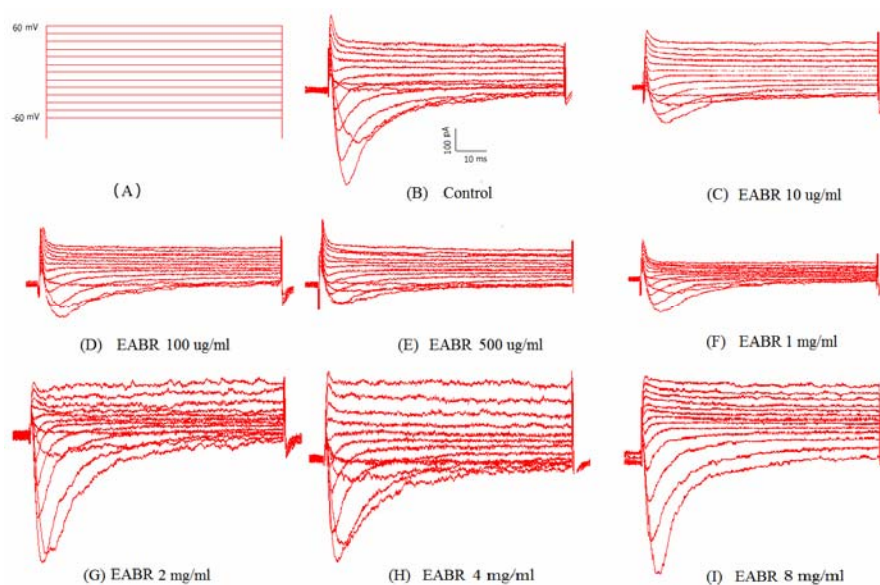 60 mV
-60 mV
100 pA
10 ms
(A)
(B) Control
(C) EABR 10 ug/ml
(D) EABR 100 ug/ml
(E) EABR 500 ug/ml
(F) EABR 1 mg/ml
(G) EABR 2 mg/ml
(H) EABR 4 mg/ml
(I) EABR 8 mg/ml